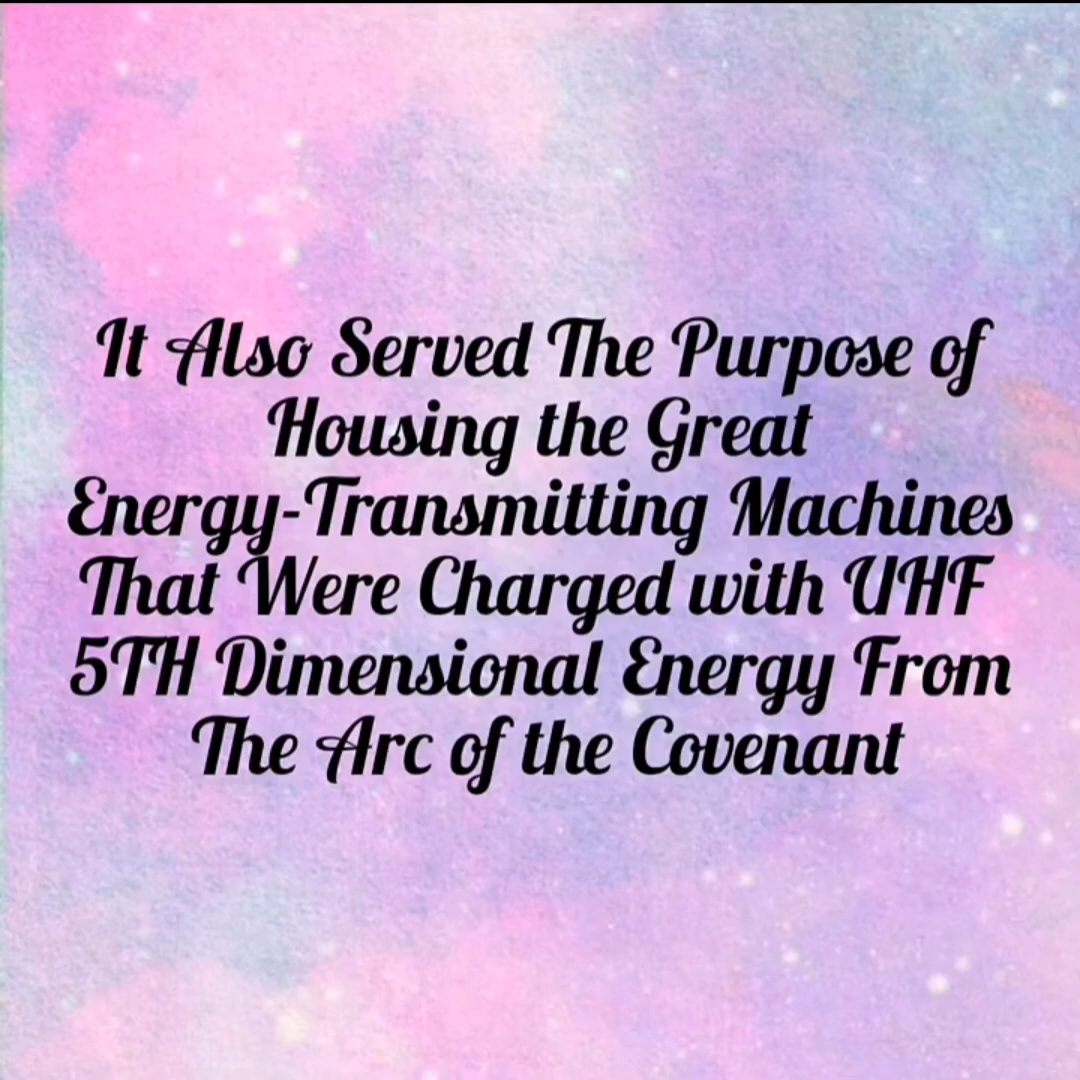 It Also Served The Purpose of
Housing the Great
Energy-Transmitting Machines
That Were Charged with UHF
5TH Dimensional Energy From
The Arc of the Covenant